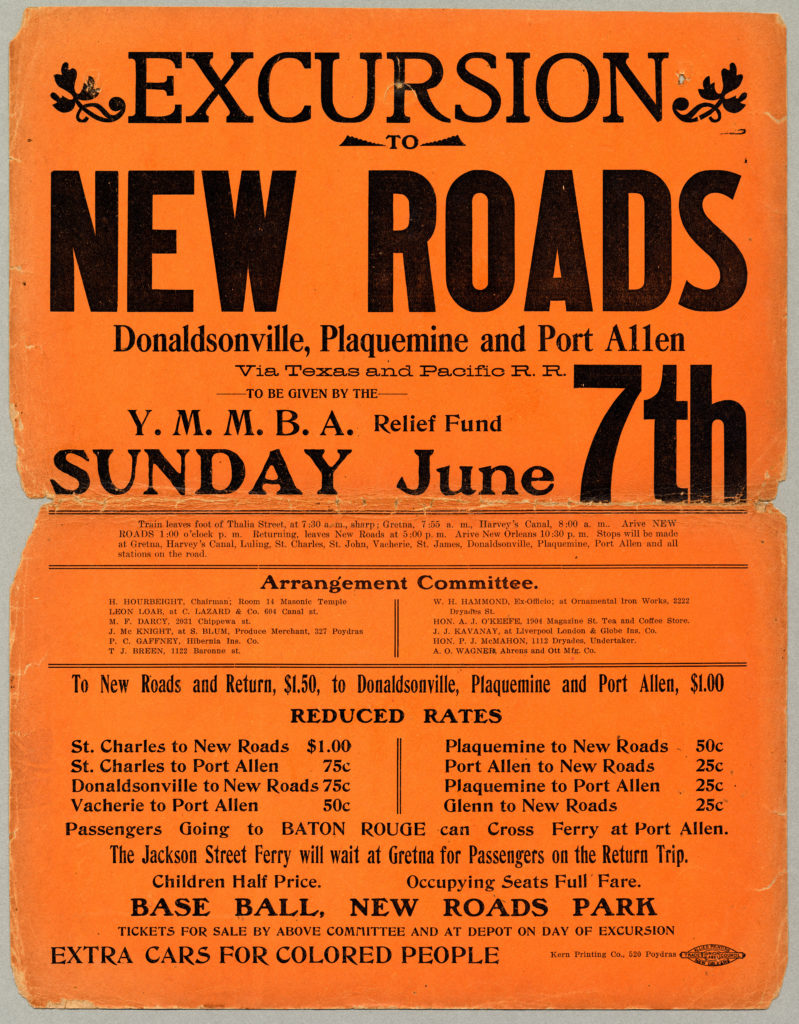 EXCURSION
TO
NEW ROADS
Donaldsonville, Plaquemine and Port Allen
Via Texas and Pacific R. R.
TO BE GIVEN BY THE
Y. M. M. B. A. Relief Fund
SUNDAY June 7th
Train leaves foot of Thalia Street, at 7:30 a. m., sharp; Gretna, 7:55 a. m., Harvey's Canal, 8:00 a. m.. Arive NEW
ROADS 1:00 o'clock p. m. Returning, leaves New Roads at 5:00 p. m. Arive New Orleans 10:30 p. m. Stops will be made
at Gretna, Harvey's Canal, Luling, St. Charles, St. John, Vacherie, St. James, Donaldsonville, Plaquemine, Port Allen and all
stations on the road.
Arrangement Committee.
H. HOURBEIGHT, Chairman; Room 14 Masonic Temple
LEON LOAB, at C. LAZARD & Co. 604 Canal st.
M. F. DARCY, 2031 Chippewa st.
J. Mc KNIGHT, at S. BLUM, Produce Merchant, 327 Poydras
P. C. GAFFNEY, Hibernia Ins. Co.
T J. BREEN, 1122 Baronne st.
W. H. HAMMOND, Ex-Officio; at Ornamental Iron Works, 2222
Dryades St.
HON. A. J. O'KEEFE, 1904 Magazine St. Tea and Coffee Store.
J. J. KAVANAY, at Liverpool London & Globe Ins. Co.
HON. P. J. McMAHON, 1112 Dryades, Undertaker.
A. O. WAGNER, Ahrens and Ott Mfg. Co.
To New Roads and Return, $1.50, to Donaldsonville, Plaquemine and Port Allen, $1.00
REDUCED RATES
St. Charles to New Roads $1.00
St. Charles to Port Allen 75c
Donaldsonville to New Roads 75c
Vacherie to Port Allen 50c
Plaquemine to New Roads 50c
Port Allen to New Roads 25c
Plaquemine to Port Allen 25c
Glenn to New Roads 25c
Passengers Going to BATON ROUGE can Cross Ferry at Port Allen.
The Jackson Street Ferry will wait at Gretna for Passengers on the Return Trip.
Children Half Price. Occupying Seats Full Fare.
BASE BALL, NEW ROADS PARK
TICKETS FOR SALE BY ABOVE COMMITTEE AND AT DEPOT ON DAY OF EXCURSION
EXTRA CARS FOR COLORED PEOPLE
Kern Printing Co., 520 Poydras
NEW ORLEANS